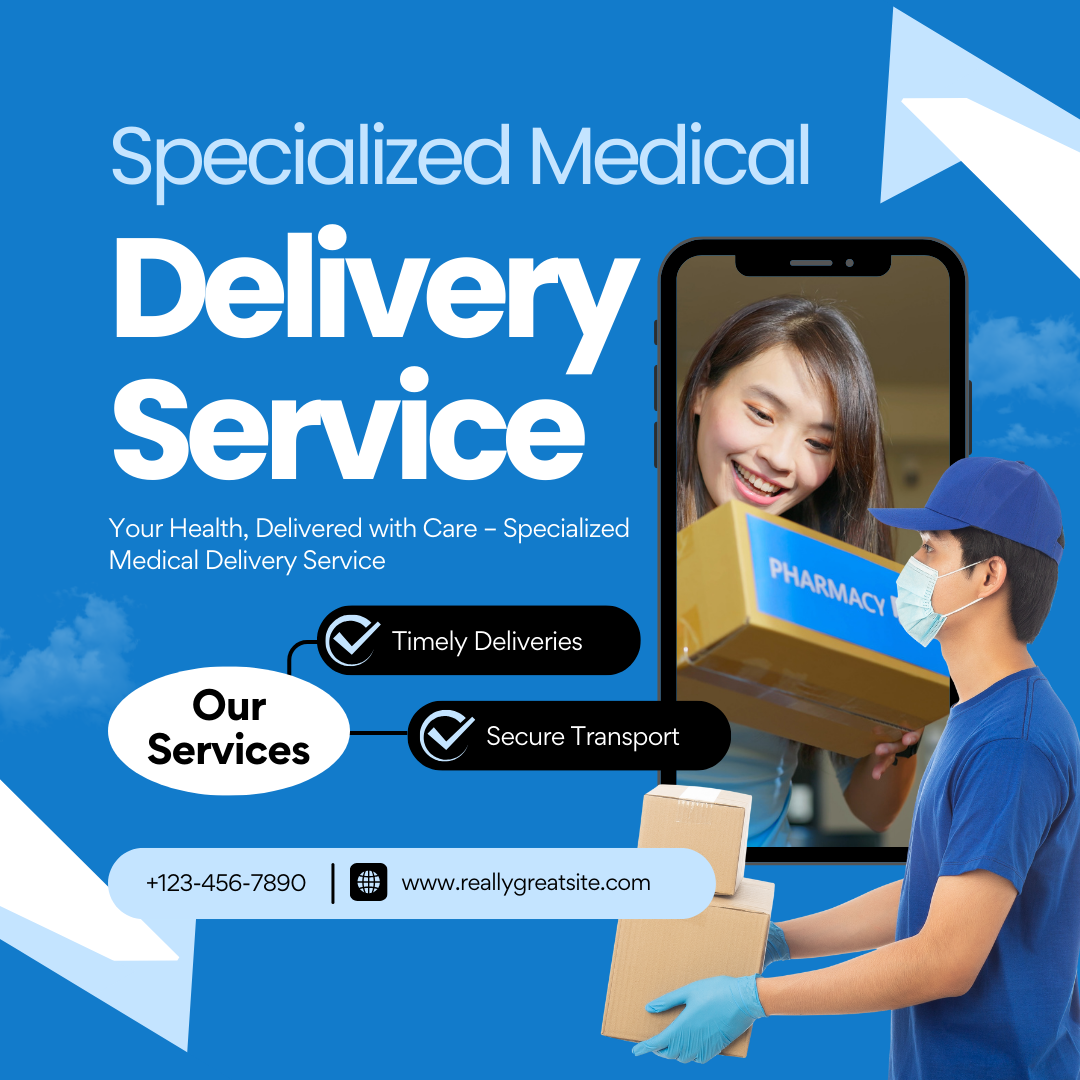 Specialized Medical
Delivery
Service
Your Health, Delivered with Care – Specialized
Medical Delivery Service
Timely Deliveries
Our
Services
Secure Transport
PHARMACY
+123-456-7890
www.reallygreatsite.com